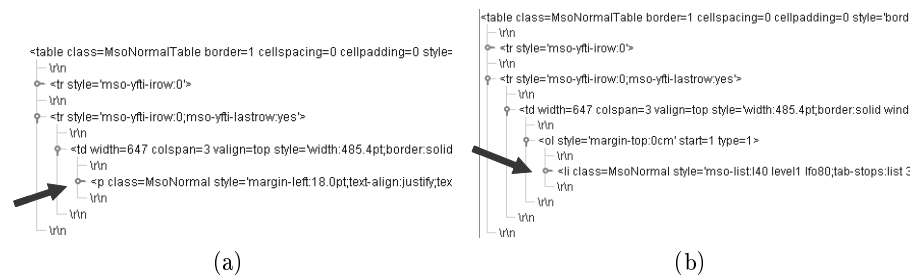 <table class=MsoNormalTable border=1 cellspacing=0 cellpadding=0 style=
\r\n
<tr style='mso-yfti-irow:0'>
\r\n
<tr style='mso-yfti-irow:0;mso-yfti-lastrow:yes'>
\r\n
<td width=647 colspan=3 valign=top style='width:485.4pt;border:solid
\r\n
<p class=MsoNormal style='margin-left:18.0pt;text-align:justify;tex
\r\n
\r\n
\r\n
(a)
<table class=MsoNormalTable border=1 cellspacing=0 cellpadding=0 style='bord
\r\n
<tr style='mso-yfti-irow:0'>
\r\n
<tr style='mso-yfti-irow:0;mso-yfti-lastrow:yes'>
\r\n
<td width=647 colspan=3 valign=top style='width:485.4pt;border:solid wind
\r\n
<ol style='margin-top:0cm' start=1 type=1>
\r\n
<li class=MsoNormal style='mso-list:l40 level1 lfo80;tab-stops:list 3
\r\n
\r\n
\r\n
\r\n
(b)